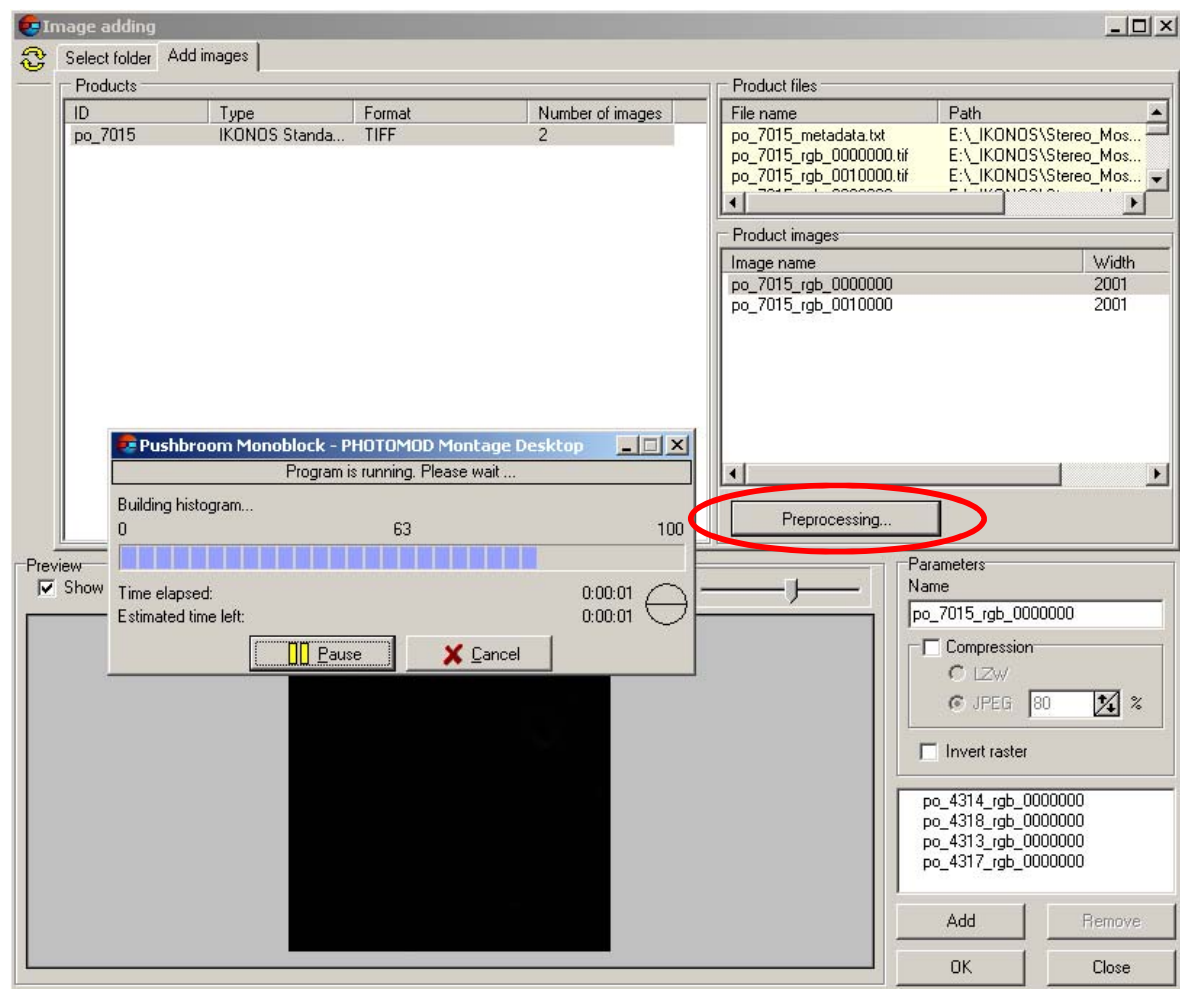 Image adding
Select folder Add images
Products
ID Type Format Number of images
po_7015 IKONOS Standa... TIFF 2
Product files
File name Path
po_7015_metadata.txt E:\_IKONOS\Stereo_Mos...
po_7015_rgb_0000000.tif E:\_IKONOS\Stereo_Mos...
po_7015_rgb_0010000.tif E:\_IKONOS\Stereo_Mos...
Product images
Image name Width
po_7015_rgb_0000000 2001
po_7015_rgb_0010000 2001
Preprocessing...
Pushbroom Monoblock - PHOTOMOD Montage Desktop
Program is running. Please wait ...
Building histogram...
0 63 100
Time elapsed: 0:00:01
Estimated time left: 0:00:01
Pause Cancel
Preview
Show
Parameters
Name
po_7015_rgb_0000000
Compression
LZW
JPEG 80 %
Invert raster
po_4314_rgb_0000000
po_4318_rgb_0000000
po_4313_rgb_0000000
po_4317_rgb_0000000
Add Remove
OK Close